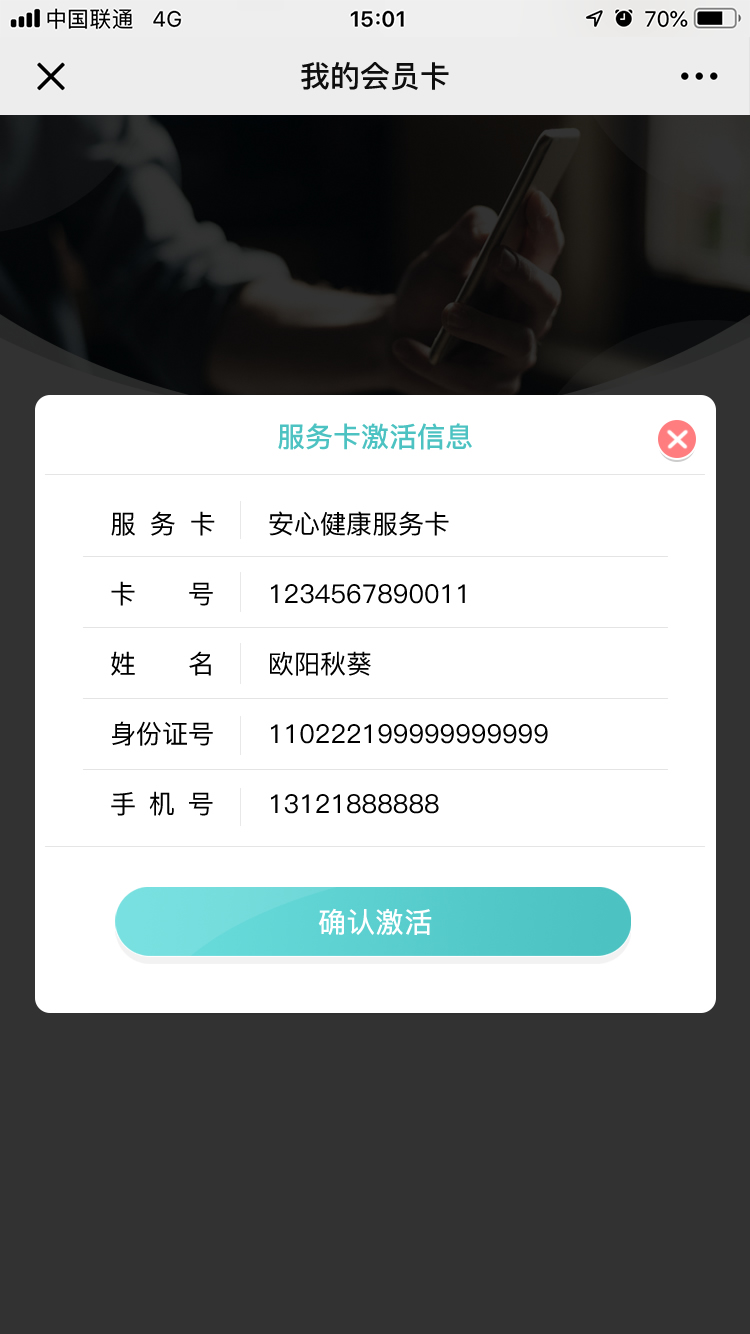 中国联通 4G 15:01 70%
我的会员卡
服务卡激活信息
服务卡 安心健康服务卡
卡号 1234567890011
姓名 欧阳秋葵
身份证号 110222199999999999
手机号 13121888888
确认激活